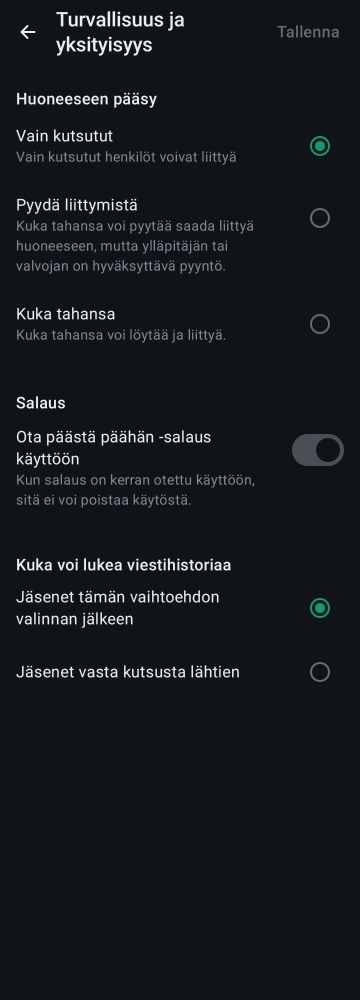 Turvallisuus ja
yksityisyys
Tallenna
Huoneeseen pääsy
Vain kutsutut
Vain kutsutut henkilöt voivat liittyä
Pyydä liittymistä
Kuka tahansa voi pyytää saada liittyä
huoneeseen, mutta ylläpitäjän tai
valvojan on hyväksyttävä pyyntö.
Kuka tahansa
Kuka tahansa voi löytää ja liittyä.
Salaus
Ota päästä päähän -salaus
käyttöön
Kun salaus on kerran otettu käyttöön,
sitä ei voi poistaa käytöstä.
Kuka voi lukea viestihistoriaa
Jäsenet tämän vaihtoehdon
valinnan jälkeen
Jäsenet vasta kutsusta lähtien